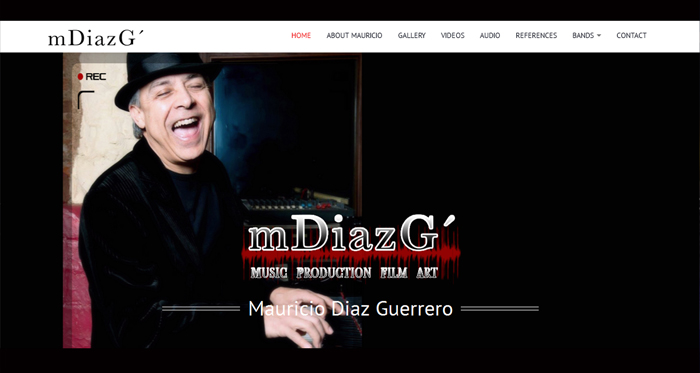 mDiazG´
HOME ABOUT MAURICIO GALLERY VIDEOS AUDIO REFERENCES BANDS CONTACT
REC
mDiazG´
MUSIC PRODUCTION FILM ART
Mauricio Diaz Guerrero